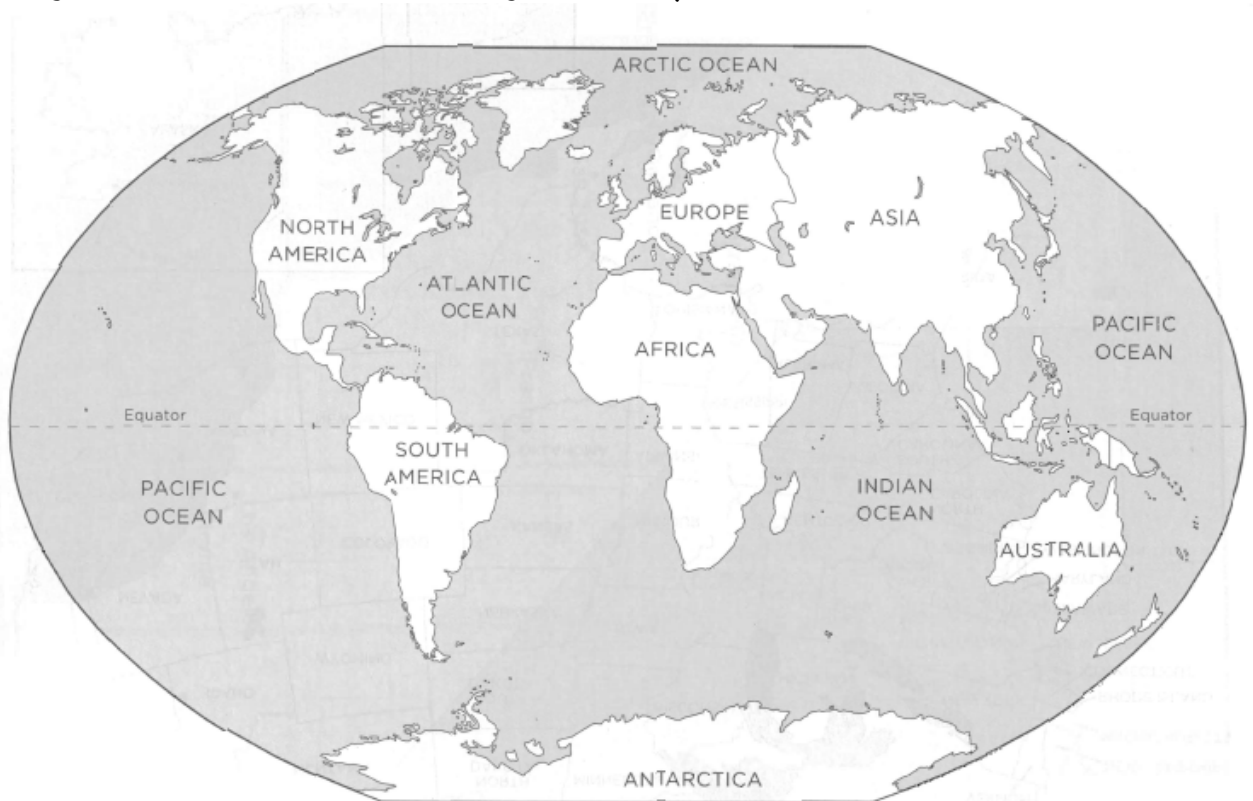 ARCTIC OCEAN
NORTH
AMERICA
EUROPE
ASIA
ATLANTIC
OCEAN
AFRICA
PACIFIC
OCEAN
Equator
Equator
SOUTH
AMERICA
PACIFIC
OCEAN
INDIAN
OCEAN
AUSTRALIA
ANTARCTICA